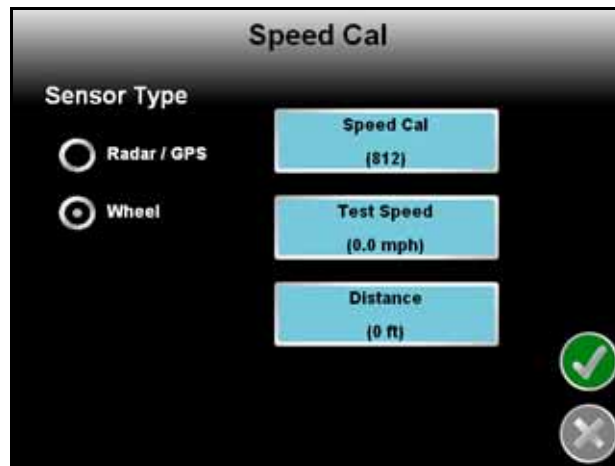 Speed Cal
Sensor Type
Radar / GPS
Wheel
Speed Cal
(812)
Test Speed
(0.0 mph)
Distance
(0 ft)